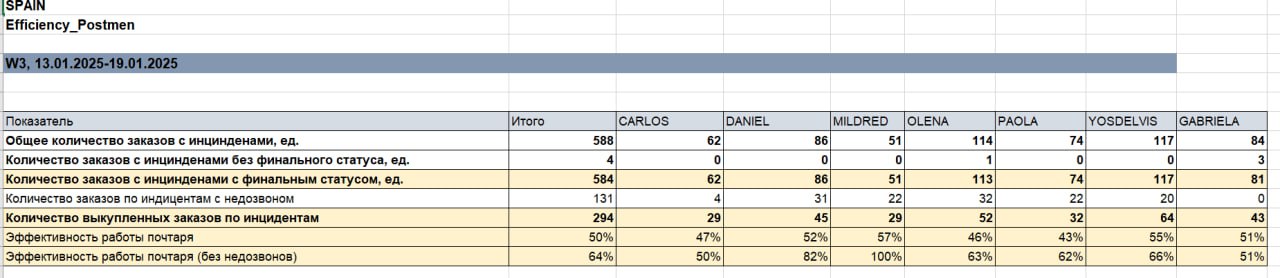 SPAIN
Efficiency_Postmen
W3, 13.01.2025-19.01.2025
Показатель Итого CARLOS DANIEL MILDRED OLENA PAOLA YOSDELVIS GABRIELA
Общее количество заказов с инцинденами, ед. 588 62 86 51 114 74 117 84
Количество заказов с инцинденами без финального статуса, ед. 4 0 0 0 1 0 0 3
Количество заказов с инцинденами с финальным статусом, ед. 584 62 86 51 113 74 117 81
Количество заказов по индицентам с недозвоном 131 4 31 22 32 22 20 0
Количество выкупленных заказов по инцидентам 294 29 45 29 52 32 64 43
Эффективность работы почтаря 50% 47% 52% 57% 46% 43% 55% 51%
Эффективность работы почтаря (без недозвонов) 64% 50% 82% 100% 63% 62% 66% 51%